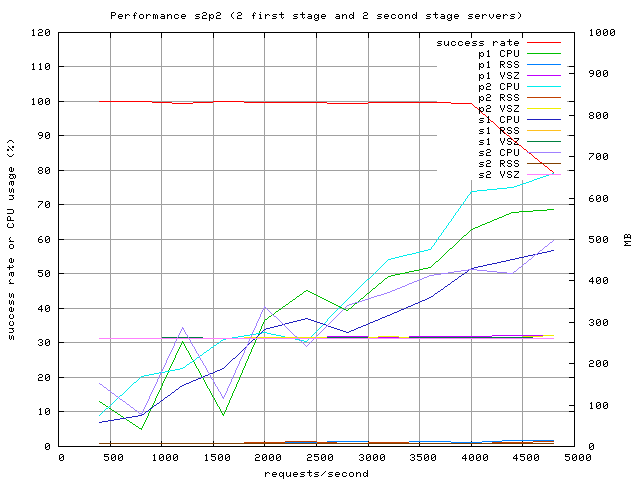 Performance s2p2 (2 first stage and 2 second stage servers)
120
110
100
90
80
70
60
50
40
30
20
10
0
success rate or CPU usage (%)
success rate
p1 CPU
p1 RSS
p1 VSZ
p2 CPU
p2 RSS
p2 VSZ
s1 CPU
s1 RSS
s1 VSZ
s2 CPU
s2 RSS
s2 VSZ
1000
900
800
700
600
500
400
300
200
100
0
MB
0 500 1000 1500 2000 2500 3000 3500 4000 4500 5000
requests/second